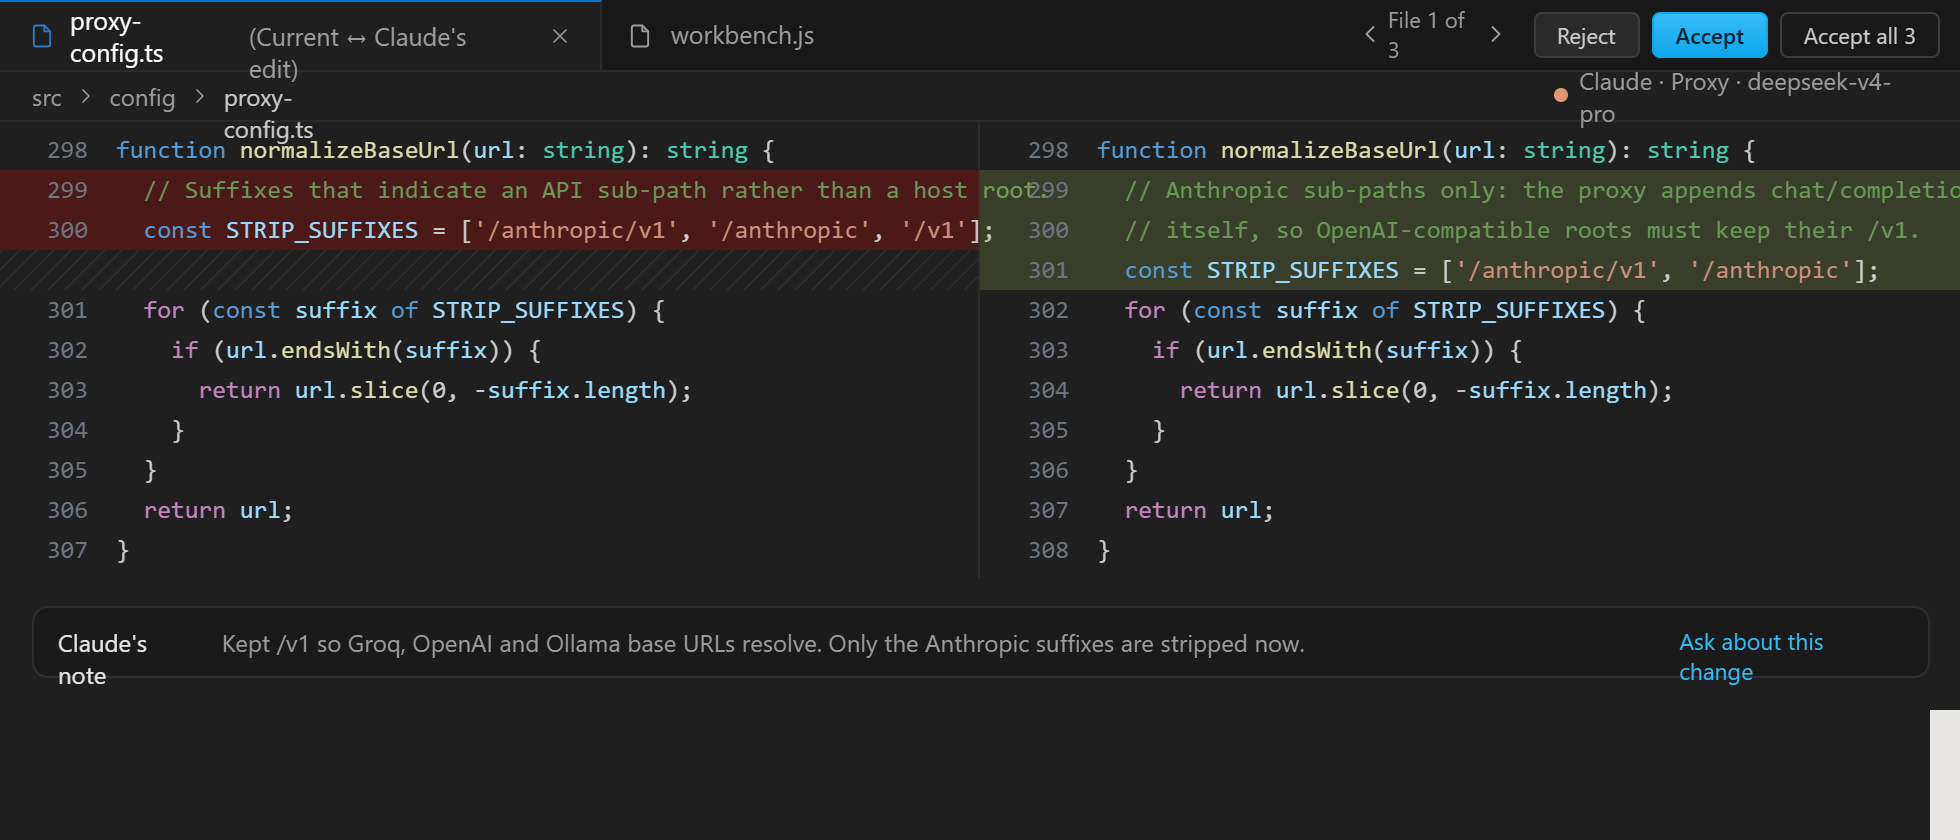 proxy-
config.ts
(Current ↔ Claude's
edit)
workbench.js
File 1 of
3
Reject
Accept
Accept all 3
src > config > proxy-
config.ts
Claude · Proxy · deepseek-v4-
pro
298 function normalizeBaseUrl(url: string): string {
299 // Suffixes that indicate an API sub-path rather than a host root.
300 const STRIP_SUFFIXES = ['/anthropic/v1', '/anthropic', '/v1'];
301 for (const suffix of STRIP_SUFFIXES) {
302 if (url.endsWith(suffix)) {
303 return url.slice(0, -suffix.length);
304 }
305 }
306 return url;
307 }
298 function normalizeBaseUrl(url: string): string {
299 // Anthropic sub-paths only: the proxy appends chat/completio
300 // itself, so OpenAI-compatible roots must keep their /v1.
301 const STRIP_SUFFIXES = ['/anthropic/v1', '/anthropic'];
302 for (const suffix of STRIP_SUFFIXES) {
303 if (url.endsWith(suffix)) {
304 return url.slice(0, -suffix.length);
305 }
306 }
307 return url;
308 }
Claude's
note
Kept /v1 so Groq, OpenAI and Ollama base URLs resolve. Only the Anthropic suffixes are stripped now.
Ask about this
change